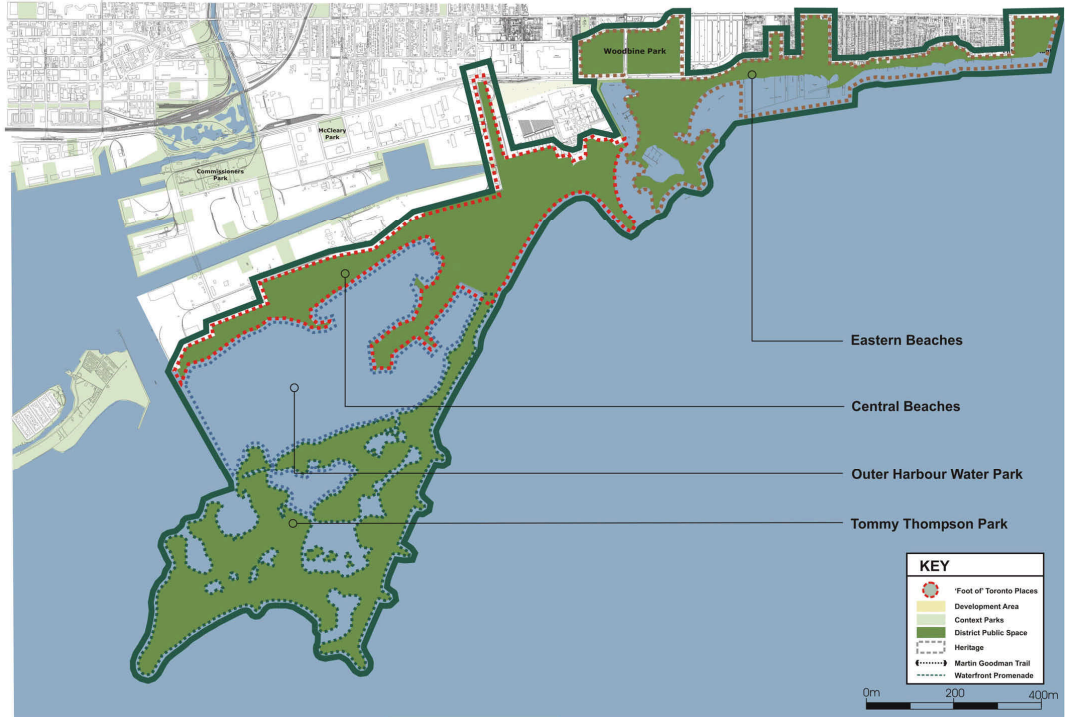 Woodbine Park
McCleary
Park
Commissioners
Park
Eastern Beaches
Central Beaches
Outer Harbour Water Park
Tommy Thompson Park
KEY
'Foot of' Toronto Places
Development Area
Context Parks
District Public Space
Heritage
Martin Goodman Trail
Waterfront Promenade
0m 200 400m